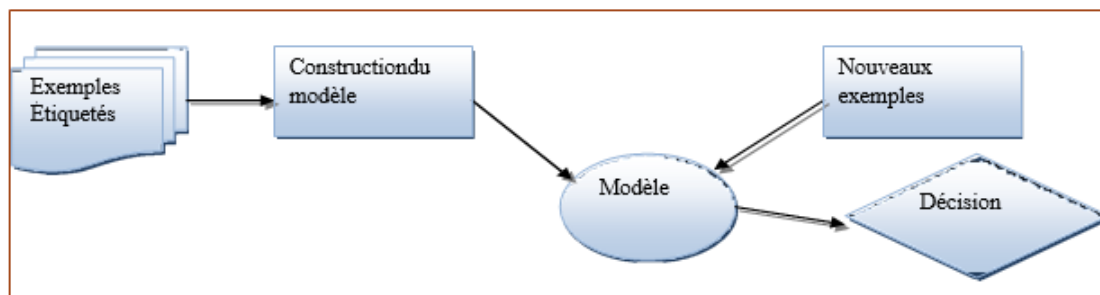 Exemples
Étiquetés
Constructiondu
modèle
Nouveaux
exemples
Modèle
Décision